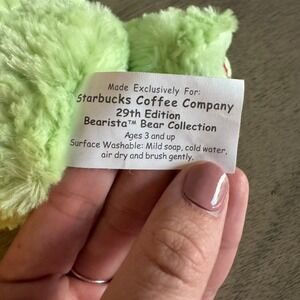 Made Exclusively For:
Starbucks Coffee Company
29th Edition
Bearista™ Bear Collection
Ages 3 and up
Surface Washable: Mild soap, cold water,
air dry and brush gently.